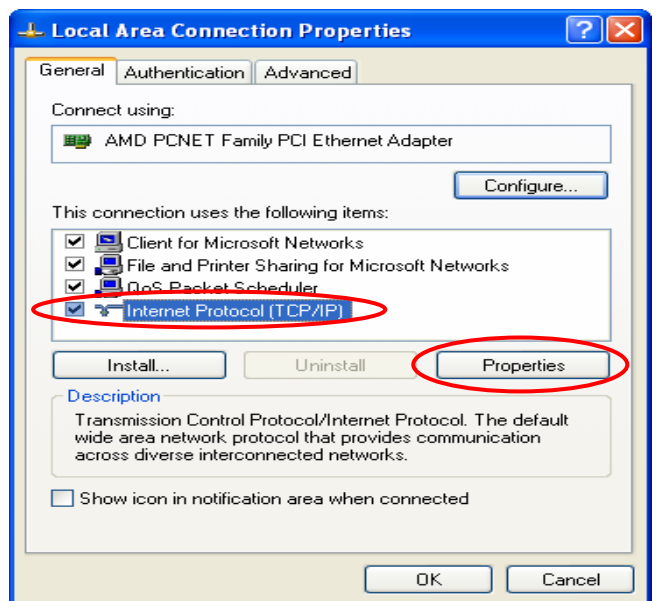 Local Area Connection Properties
General Authentication Advanced
Connect using:
AMD PCNET Family PCI Ethernet Adapter
Configure...
This connection uses the following items:
Client for Microsoft Networks
File and Printer Sharing for Microsoft Networks
QoS Packet Scheduler
Internet Protocol (TCP/IP)
Install... Uninstall Properties
Description
Transmission Control Protocol/Internet Protocol. The default
wide area network protocol that provides communication
across diverse interconnected networks.
Show icon in notification area when connected
OK Cancel